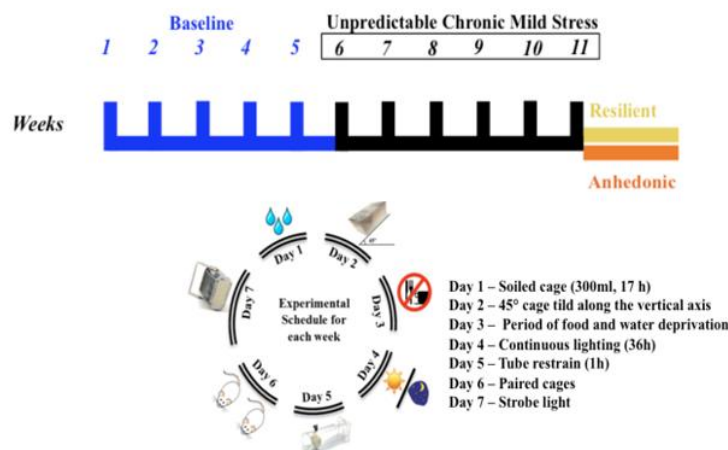 Baseline
Unpredictable Chronic Mild Stress
1 2 3 4 5 6 7 8 9 10 11
Weeks
Resilient
Anhedonic
Day 1
Day 2
Day 3
Day 4
Day 5
Day 6
Day 7
45°
Experimental
Schedule for
each week
Day 1 – Soiled cage (300ml, 17 h)
Day 2 – 45° cage tild along the vertical axis
Day 3 – Period of food and water deprivation
Day 4 – Continuous lighting (36h)
Day 5 – Tube restrain (1h)
Day 6 – Paired cages
Day 7 – Strobe light